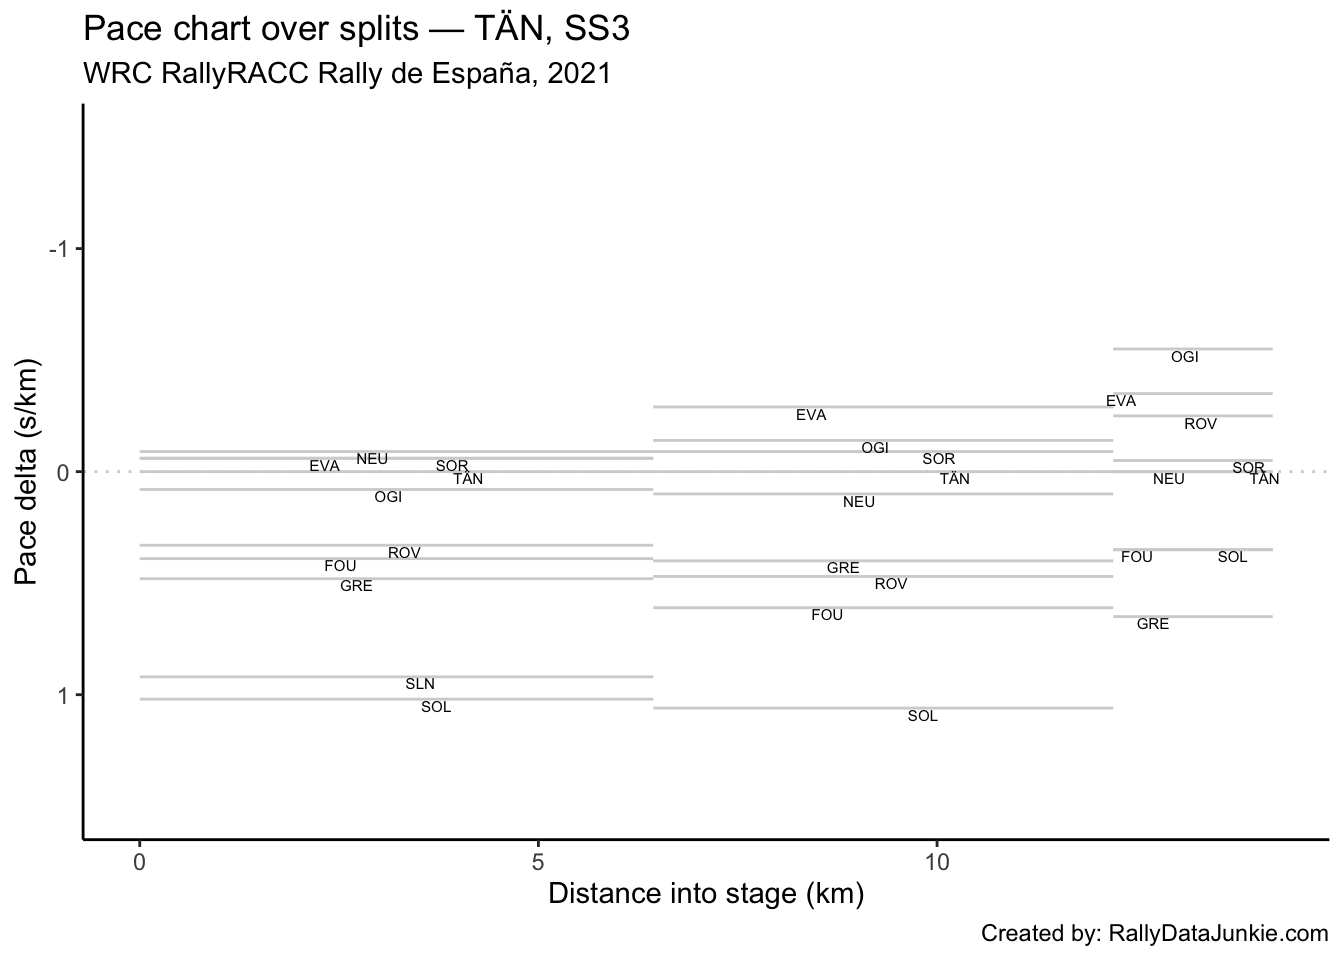 Pace chart over splits — TÄN, SS3
WRC RallyRACC Rally de España, 2021
Pace delta (s/km)
-1
0
1
OGI
EVA
ROV
EVA
OGI
SOR
SOR
NEU
EVA
SOR
TÄN
TÄN
NEU
TÄN
OGI
NEU
ROV
FOU
GRE
GRE
ROV
FOU
FOU
SOL
GRE
SLN
SOL
SOL
0
5
10
Distance into stage (km)
Created by: RallyDataJunkie.com